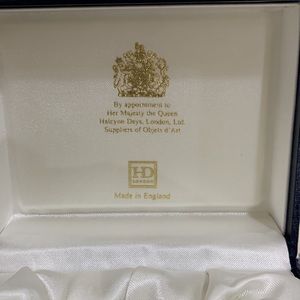 By appointment to
Her Majesty the Queen
Halcyon Days, London, Ltd.
Suppliers of Objets d'Art
HD
LONDON
Made in England